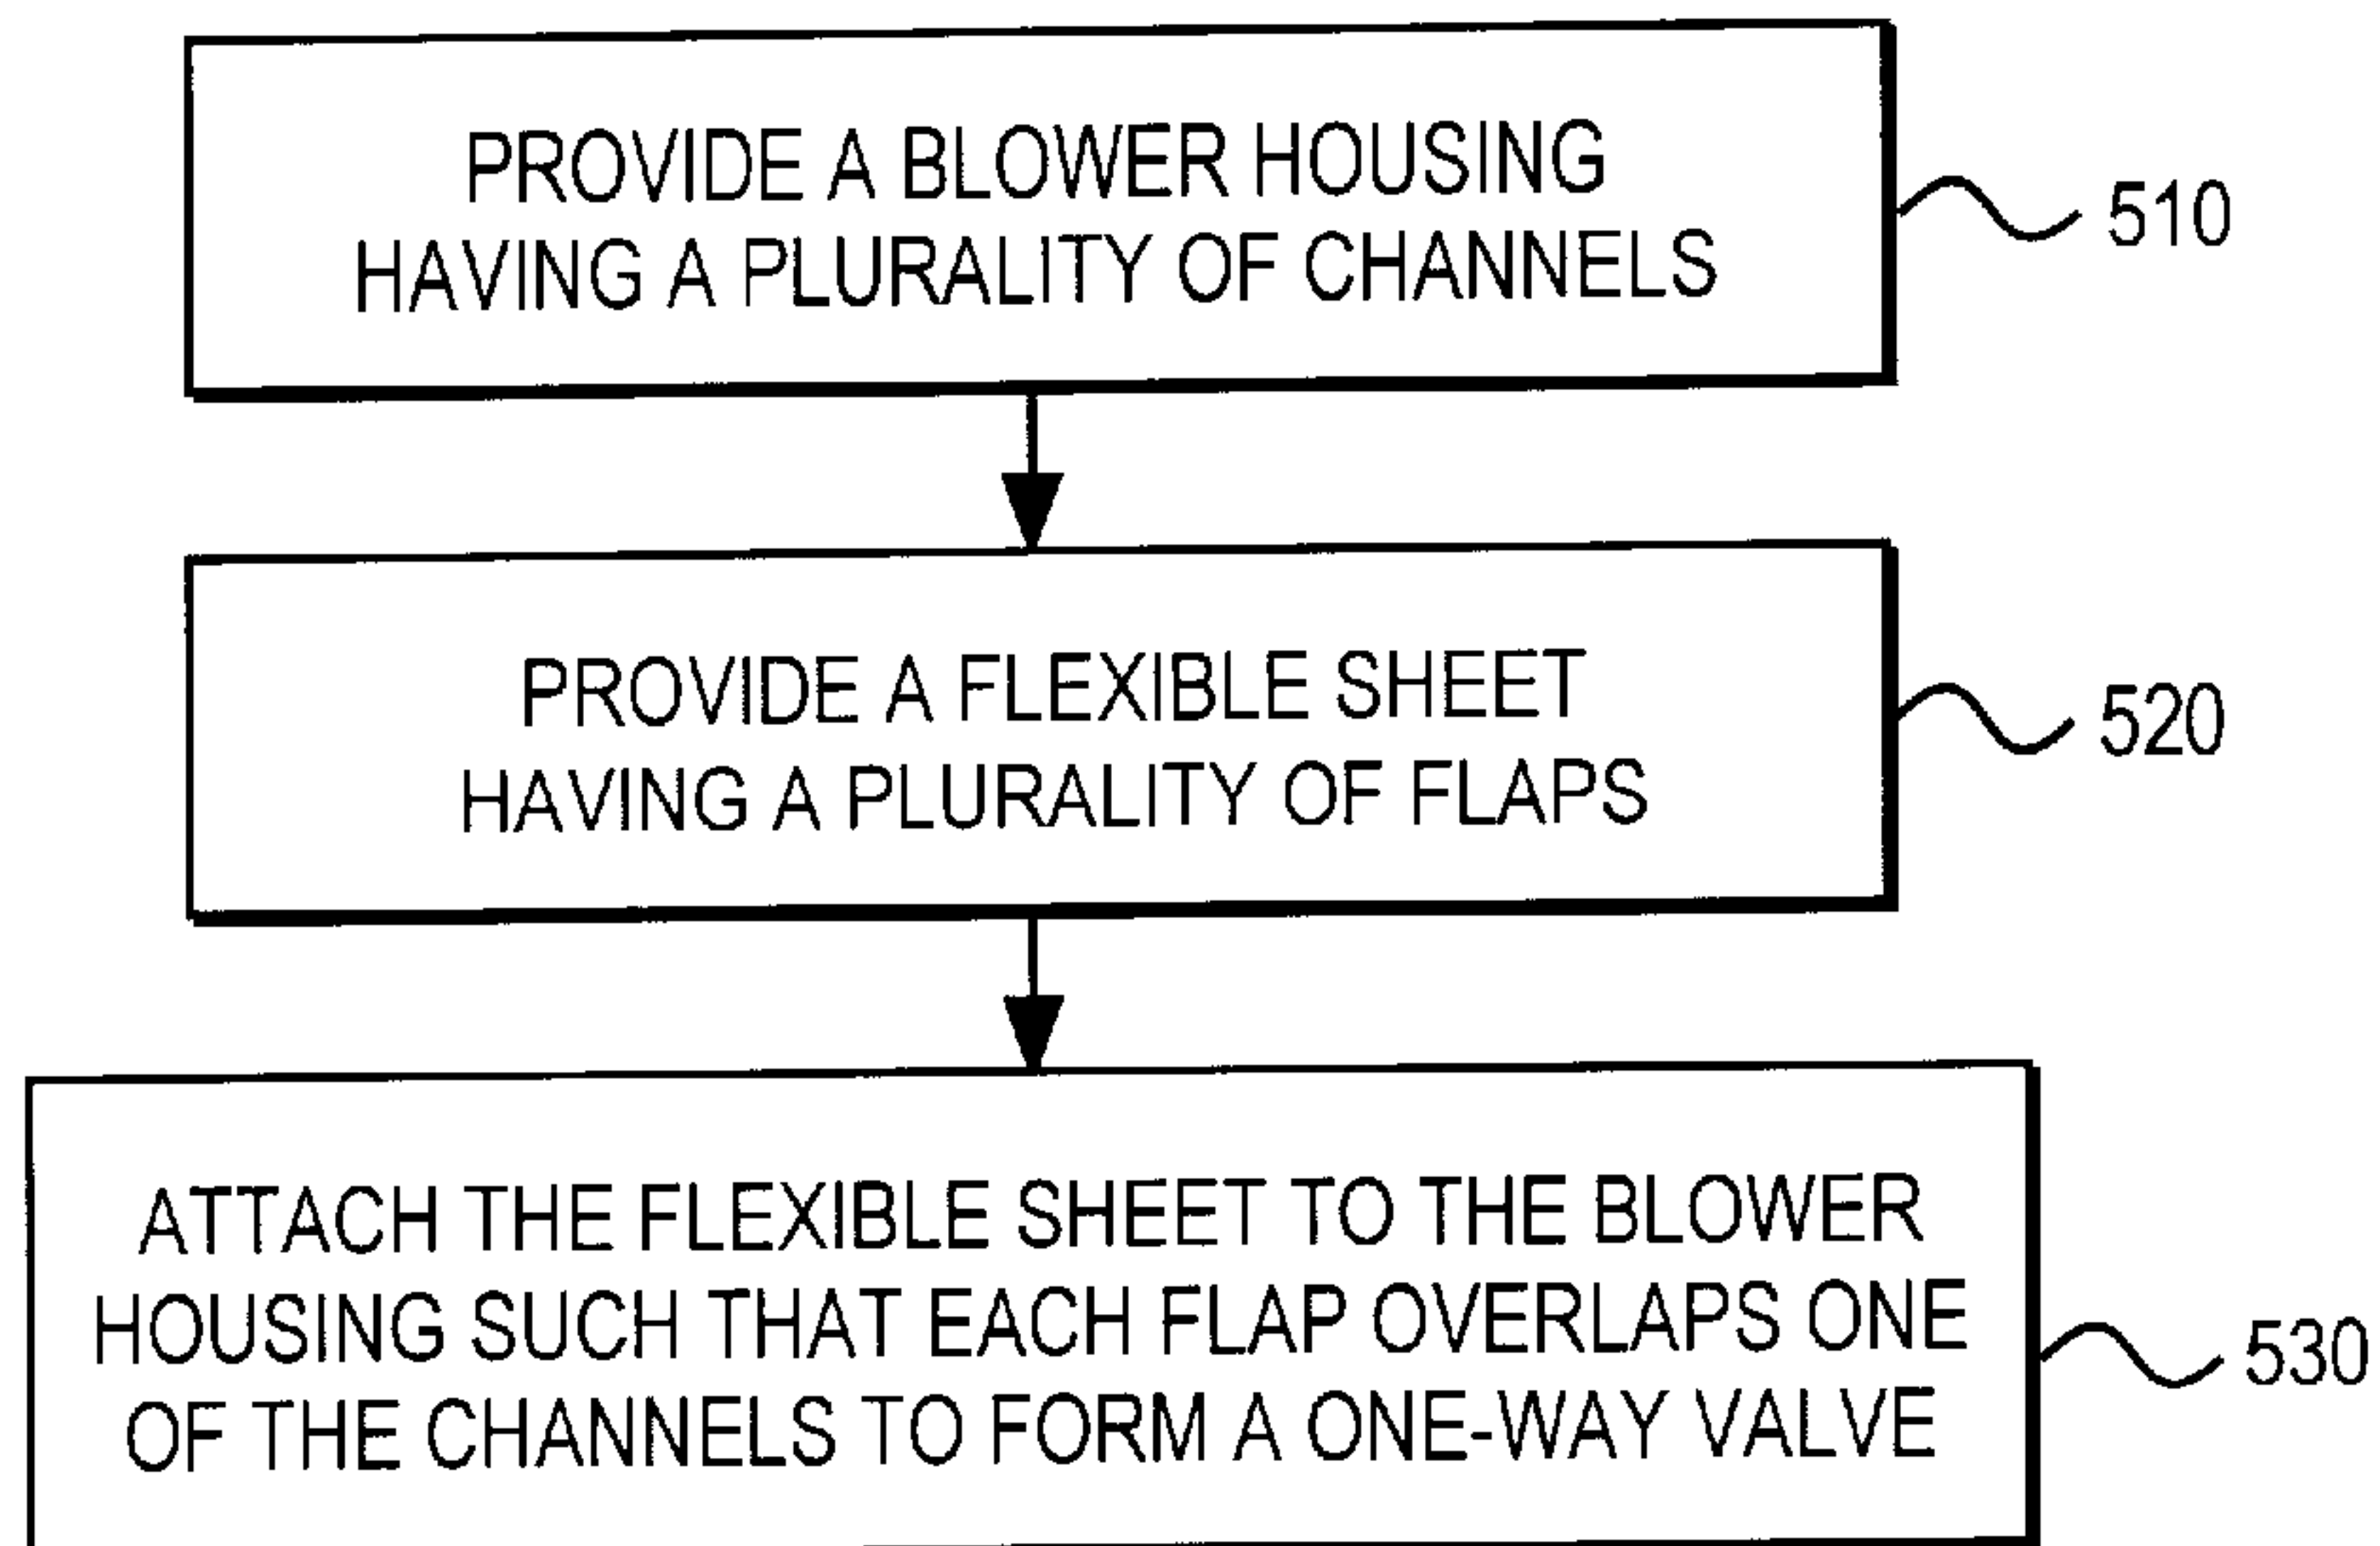 PROVIDE A BLOWER HOUSING
HAVING A PLURALITY OF CHANNELS
510
PROVIDE A FLEXIBLE SHEET
HAVING A PLURALITY OF FLAPS
520
ATTACH THE FLEXIBLE SHEET TO THE BLOWER
HOUSING SUCH THAT EACH FLAP OVERLAPS ONE
OF THE CHANNELS TO FORM A ONE-WAY VALVE
530